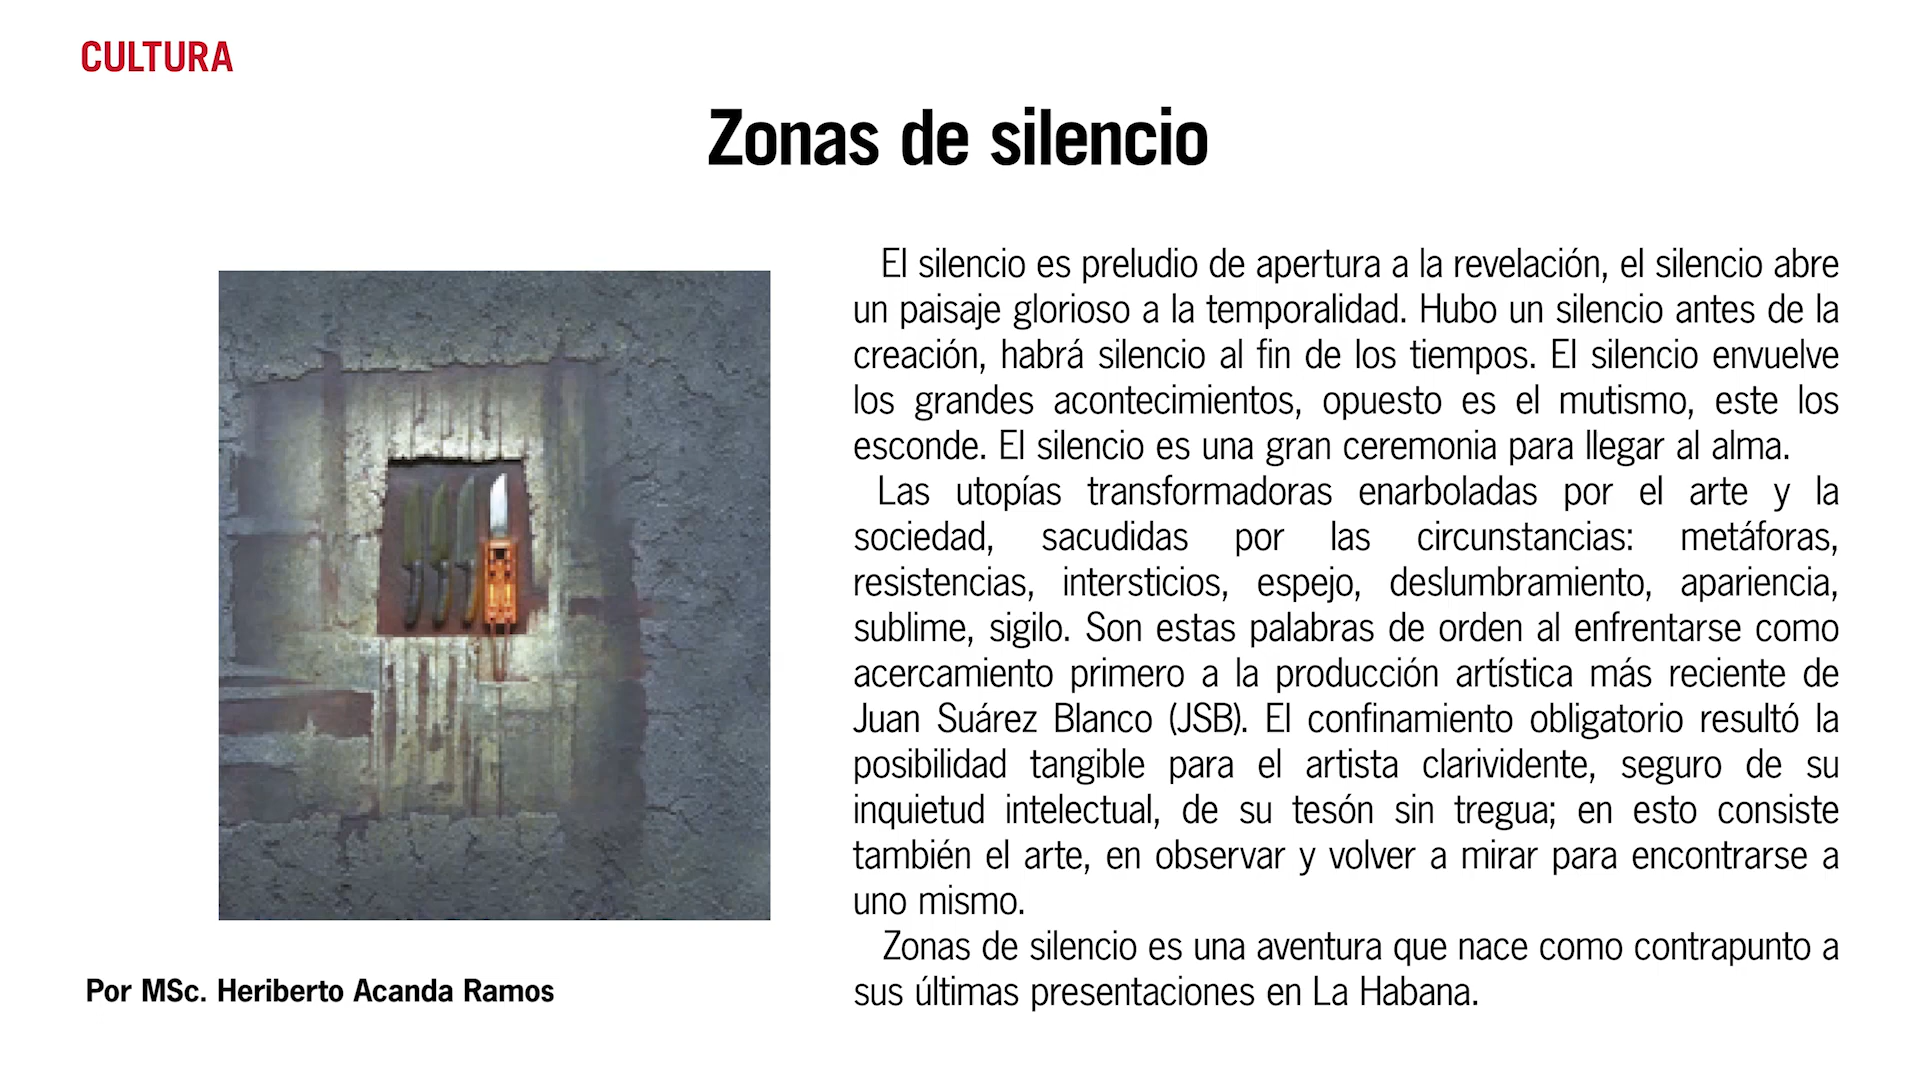 CULTURA
Zonas de silencio
El silencio es preludio de apertura a la revelación, el silencio abre
un paisaje glorioso a la temporalidad. Hubo un silencio antes de la
creación, habrá silencio al fin de los tiempos. El silencio envuelve
los grandes acontecimientos, opuesto es el mutismo, este los
esconde. El silencio es una gran ceremonia para llegar al alma.
Las utopías transformadoras enarboladas por el arte y la
sociedad, sacudidas por las circunstancias: metáforas,
resistencias, intersticios, espejo, deslumbramiento, apariencia,
sublime, sigilo. Son estas palabras de orden al enfrentarse como
acercamiento primero a la producción artística más reciente de
Juan Suárez Blanco (JSB). El confinamiento obligatorio resultó la
posibilidad tangible para el artista clarividente, seguro de su
inquietud intelectual, de su tesón sin tregua; en esto consiste
también el arte, en observar y volver a mirar para encontrarse a
uno mismo.
Zonas de silencio es una aventura que nace como contrapunto a
sus últimas presentaciones en La Habana.
Por MSc. Heriberto Acanda Ramos